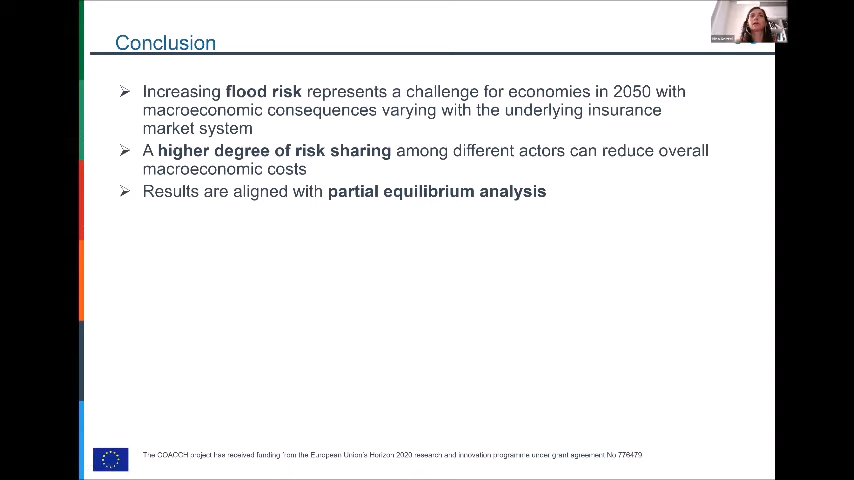 Conclusion
Increasing flood risk represents a challenge for economies in 2050 with
macroeconomic consequences varying with the underlying insurance
market system
A higher degree of risk sharing among different actors can reduce overall
macroeconomic costs
Results are aligned with partial equilibrium analysis
The COACCH project has received funding from the European Union's Horizon 2020 research and innovation programme under grant agreement No 776479